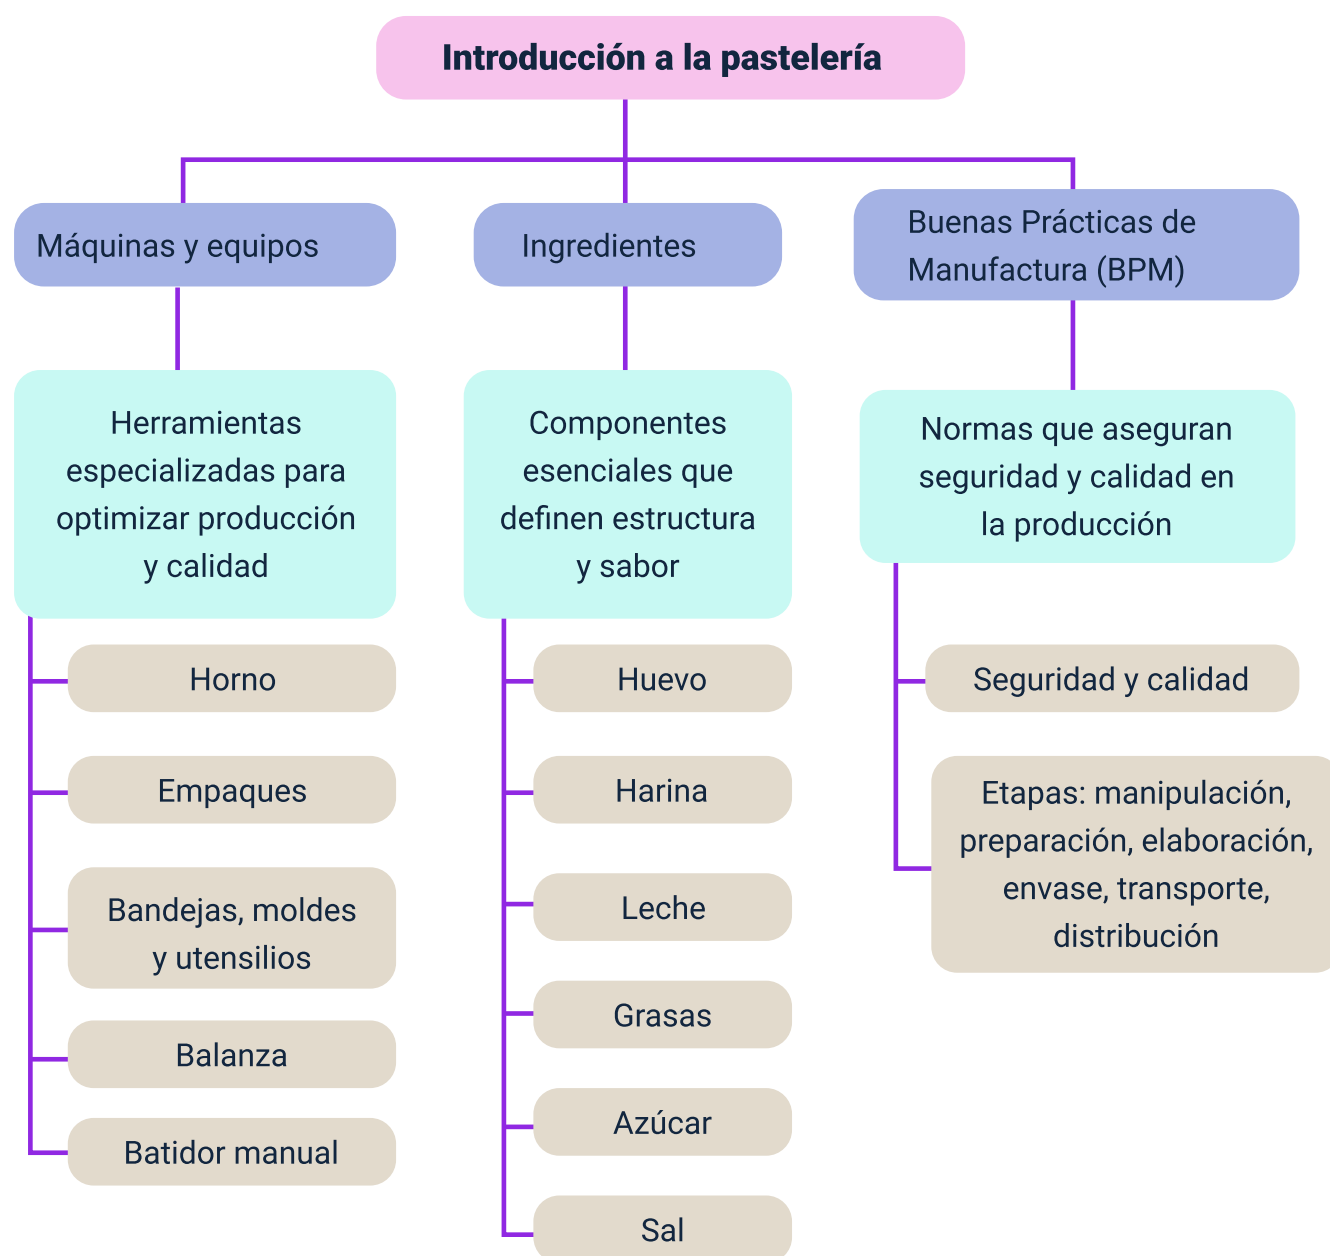 Introducción a la pastelería
Máquinas y equipos
Herramientas
especializadas para
optimizar producción
y calidad
Horno
Empaques
Bandejas, moldes
y utensilios
Balanza
Batidor manual
Ingredientes
Componentes
esenciales que
definen estructura
y sabor
Huevo
Harina
Leche
Grasas
Azúcar
Sal
Buenas Prácticas de
Manufactura (BPM)
Normas que aseguran
seguridad y calidad en
la producción
Seguridad y calidad
Etapas: manipulación,
preparación, elaboración,
envase, transporte,
distribución